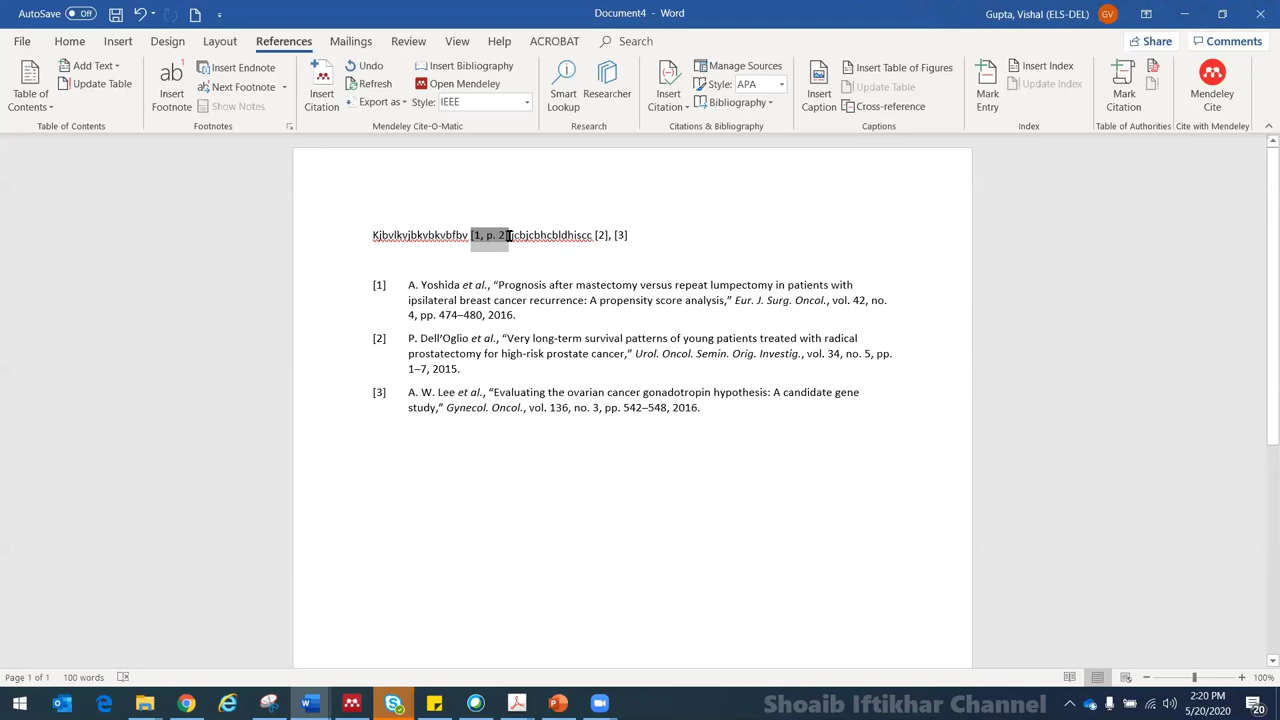 AutoSave Off
Document4 - Word
Gupta, Vishal (ELS-DEL) GV
File Home Insert Design Layout References Mailings Review View Help ACROBAT Search Share Comments
Table of Contents
Add Text
Update Table
Table of Contents
ab1
Insert Footnote
Insert Endnote
Next Footnote
Show Notes
Footnotes
Insert Citation
Undo
Refresh
Export as
Insert Bibliography
Open Mendeley
Style: IEEE
Mendeley Cite-O-Matic
Smart Lookup
Researcher
Research
Insert Citation
Manage Sources
Style: APA
Bibliography
Citations & Bibliography
Insert Caption
Insert Table of Figures
Update Table
Cross-reference
Captions
Mark Entry
Insert Index
Update Index
Index
Mark Citation
Table of Authorities
Mendeley Cite
Cite with Mendeley
[1, p. 2] [2], [3]
[1] A. Yoshida et al., “Prognosis after mastectomy versus repeat lumpectomy in patients with
ipsilateral breast cancer recurrence: A propensity score analysis,” Eur. J. Surg. Oncol., vol. 42, no.
4, pp. 474–480, 2016.
[2] P. Dell’Oglio et al., “Very long-term survival patterns of young patients treated with radical
prostatectomy for high-risk prostate cancer,” Urol. Oncol. Semin. Orig. Investig., vol. 34, no. 5, pp.
1–7, 2015.
[3] A. W. Lee et al., “Evaluating the ovarian cancer gonadotropin hypothesis: A candidate gene
study,” Gynecol. Oncol., vol. 136, no. 3, pp. 542–548, 2016.
Page 1 of 1 100 words
100%
Shoaib Iftikhar Channel
ENG
2:20 PM
5/20/2020
20